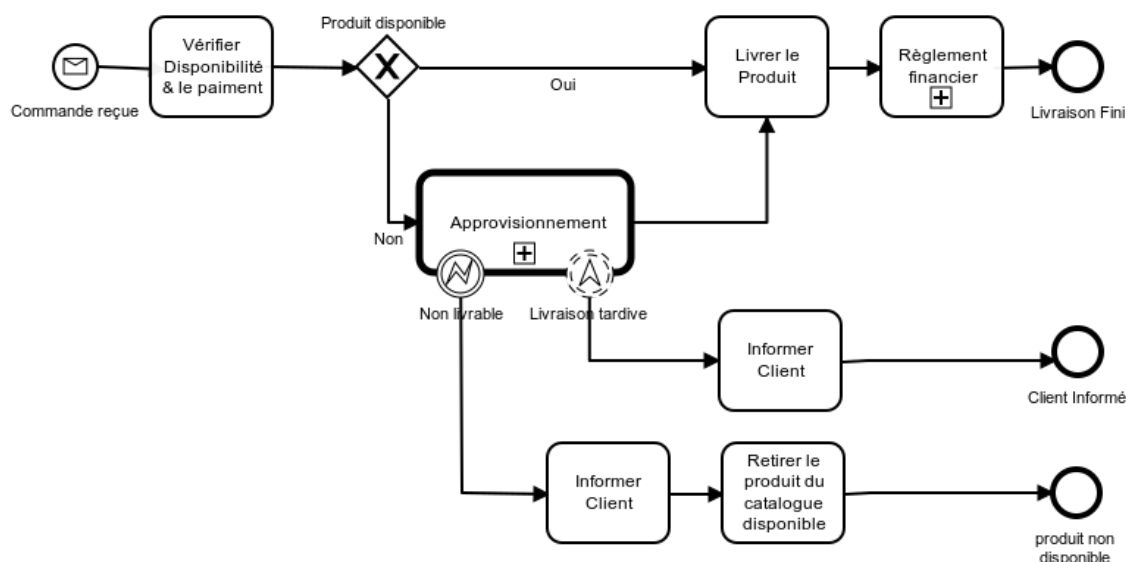 Produit disponible
Commande reçue
Vérifier
Disponibilité
& le paiment
Oui
Livrer le
Produit
Règlement
financier
Livraison Fini
Non
Approvisionnement
Non livrable
Livraison tardive
Informer
Client
Client Informé
Informer
Client
Retirer le
produit du
catalogue
disponible
produit non
disponible